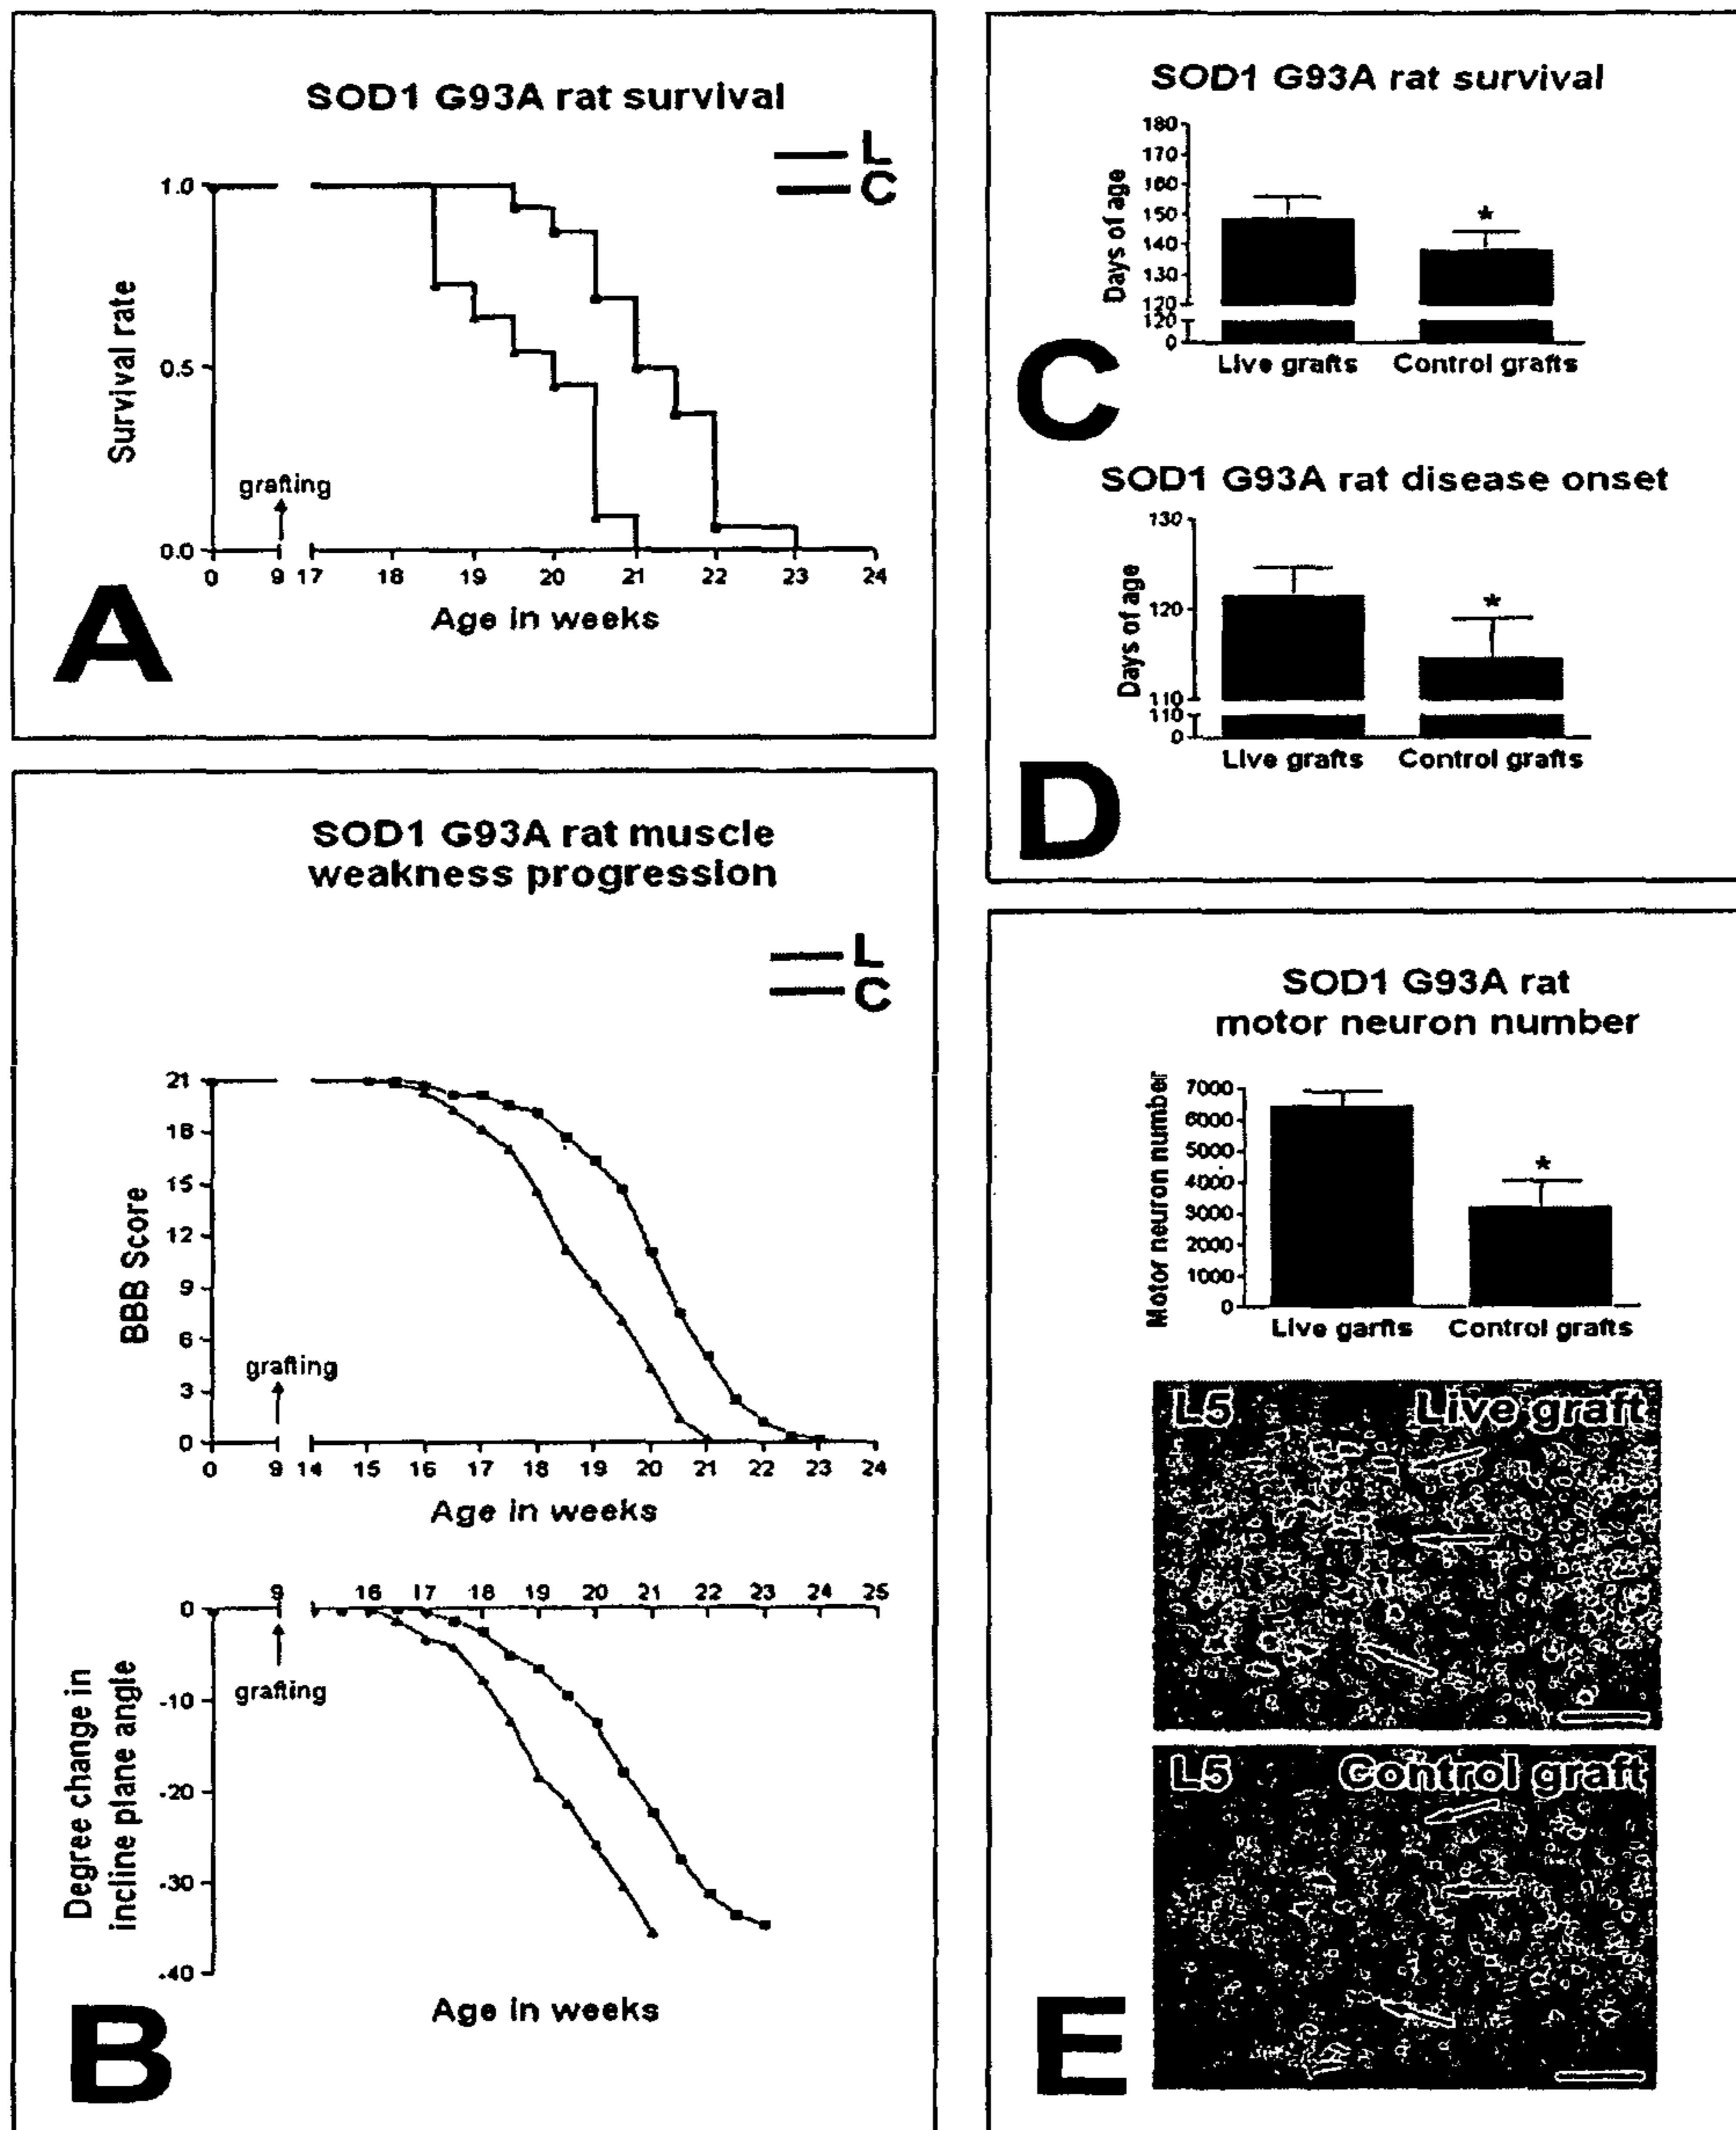 SOD1 G93A rat survival
L
C
1.0
0.5
0.0
Survival rate
grafting
0 9 17 18 19 20 21 22 23 24
Age in weeks
A
SOD1 G93A rat muscle
weakness progression
L
C
21
18
15
12
9
6
3
0
BBB Score
grafting
0 9 14 15 16 17 18 19 20 21 22 23 24
Age in weeks
9 16 17 18 19 20 21 22 23 24 25
0
-10
-20
-30
-40
Degree change in
incline plane angle
grafting
Age in weeks
B
SOD1 G93A rat survival
180
170
160
150
140
130
120
120
0
Days of age
*
Live grafts Control grafts
C
SOD1 G93A rat disease onset
130
120
110
110
0
Days of age
*
Live grafts Control grafts
D
SOD1 G93A rat
motor neuron number
7000
6000
5000
4000
3000
2000
1000
0
Motor neuron number
*
Live garfts Control grafts
L5 Live graft
L5 Control graft
E